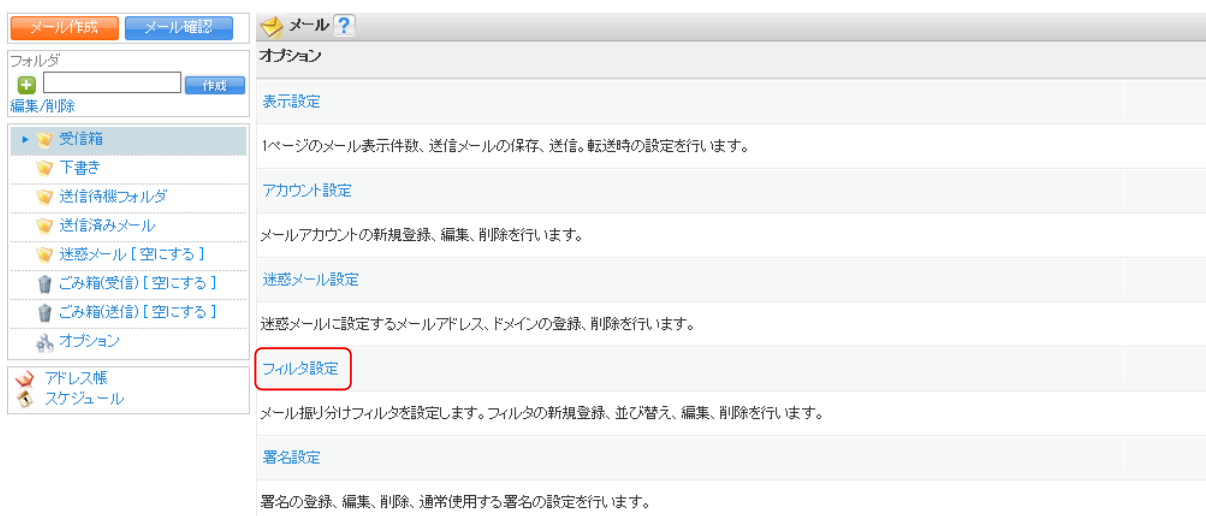 メール作成 メール確認
フォルダ
作成
編集/削除
受信箱
下書き
送信待機フォルダ
送信済みメール
迷惑メール [ 空にする ]
ごみ箱(受信) [ 空にする ]
ごみ箱(送信) [ 空にする ]
オプション
アドレス帳
スケジュール
メール ?
オプション
表示設定
1ページのメール表示件数、送信メールの保存、送信。転送時の設定を行います。
アカウント設定
メールアカウントの新規登録、編集、削除を行います。
迷惑メール設定
迷惑メールに設定するメールアドレス、ドメインの登録、削除を行います。
フィルタ設定
メール振り分けフィルタを設定します。フィルタの新規登録、並び替え、編集、削除を行います。
署名設定
署名の登録、編集、削除、通常使用する署名の設定を行います。